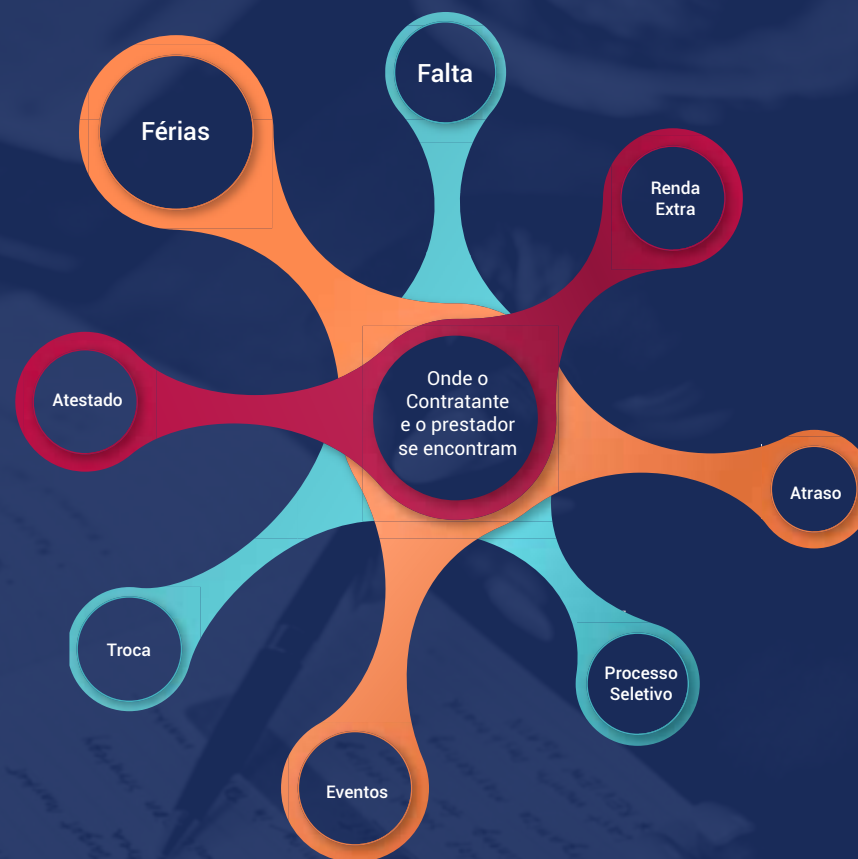 Falta
Férias
Renda
Extra
Onde o
Contratante
e o prestador
se encontram
Atestado
Atraso
Troca
Processo
Seletivo
Eventos